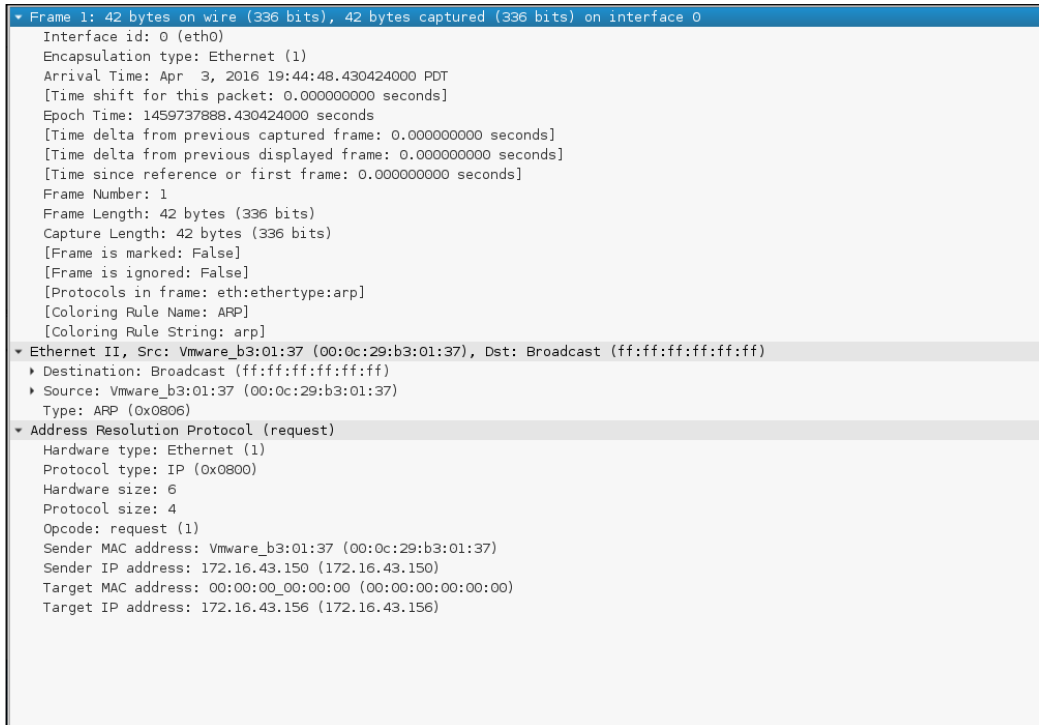 Frame 1: 42 bytes on wire (336 bits), 42 bytes captured (336 bits) on interface 0
Interface id: 0 (eth0)
Encapsulation type: Ethernet (1)
Arrival Time: Apr  3, 2016 19:44:48.430424000 PDT
[Time shift for this packet: 0.000000000 seconds]
Epoch Time: 1459737888.430424000 seconds
[Time delta from previous captured frame: 0.000000000 seconds]
[Time delta from previous displayed frame: 0.000000000 seconds]
[Time since reference or first frame: 0.000000000 seconds]
Frame Number: 1
Frame Length: 42 bytes (336 bits)
Capture Length: 42 bytes (336 bits)
[Frame is marked: False]
[Frame is ignored: False]
[Protocols in frame: eth:ethertype:arp]
[Coloring Rule Name: ARP]
[Coloring Rule String: arp]
Ethernet II, Src: Vmware_b3:01:37 (00:0c:29:b3:01:37), Dst: Broadcast (ff:ff:ff:ff:ff:ff)
Destination: Broadcast (ff:ff:ff:ff:ff:ff)
Source: Vmware_b3:01:37 (00:0c:29:b3:01:37)
Type: ARP (0x0806)
Address Resolution Protocol (request)
Hardware type: Ethernet (1)
Protocol type: IP (0x0800)
Hardware size: 6
Protocol size: 4
Opcode: request (1)
Sender MAC address: Vmware_b3:01:37 (00:0c:29:b3:01:37)
Sender IP address: 172.16.43.150 (172.16.43.150)
Target MAC address: 00:00:00_00:00:00 (00:00:00:00:00:00)
Target IP address: 172.16.43.156 (172.16.43.156)